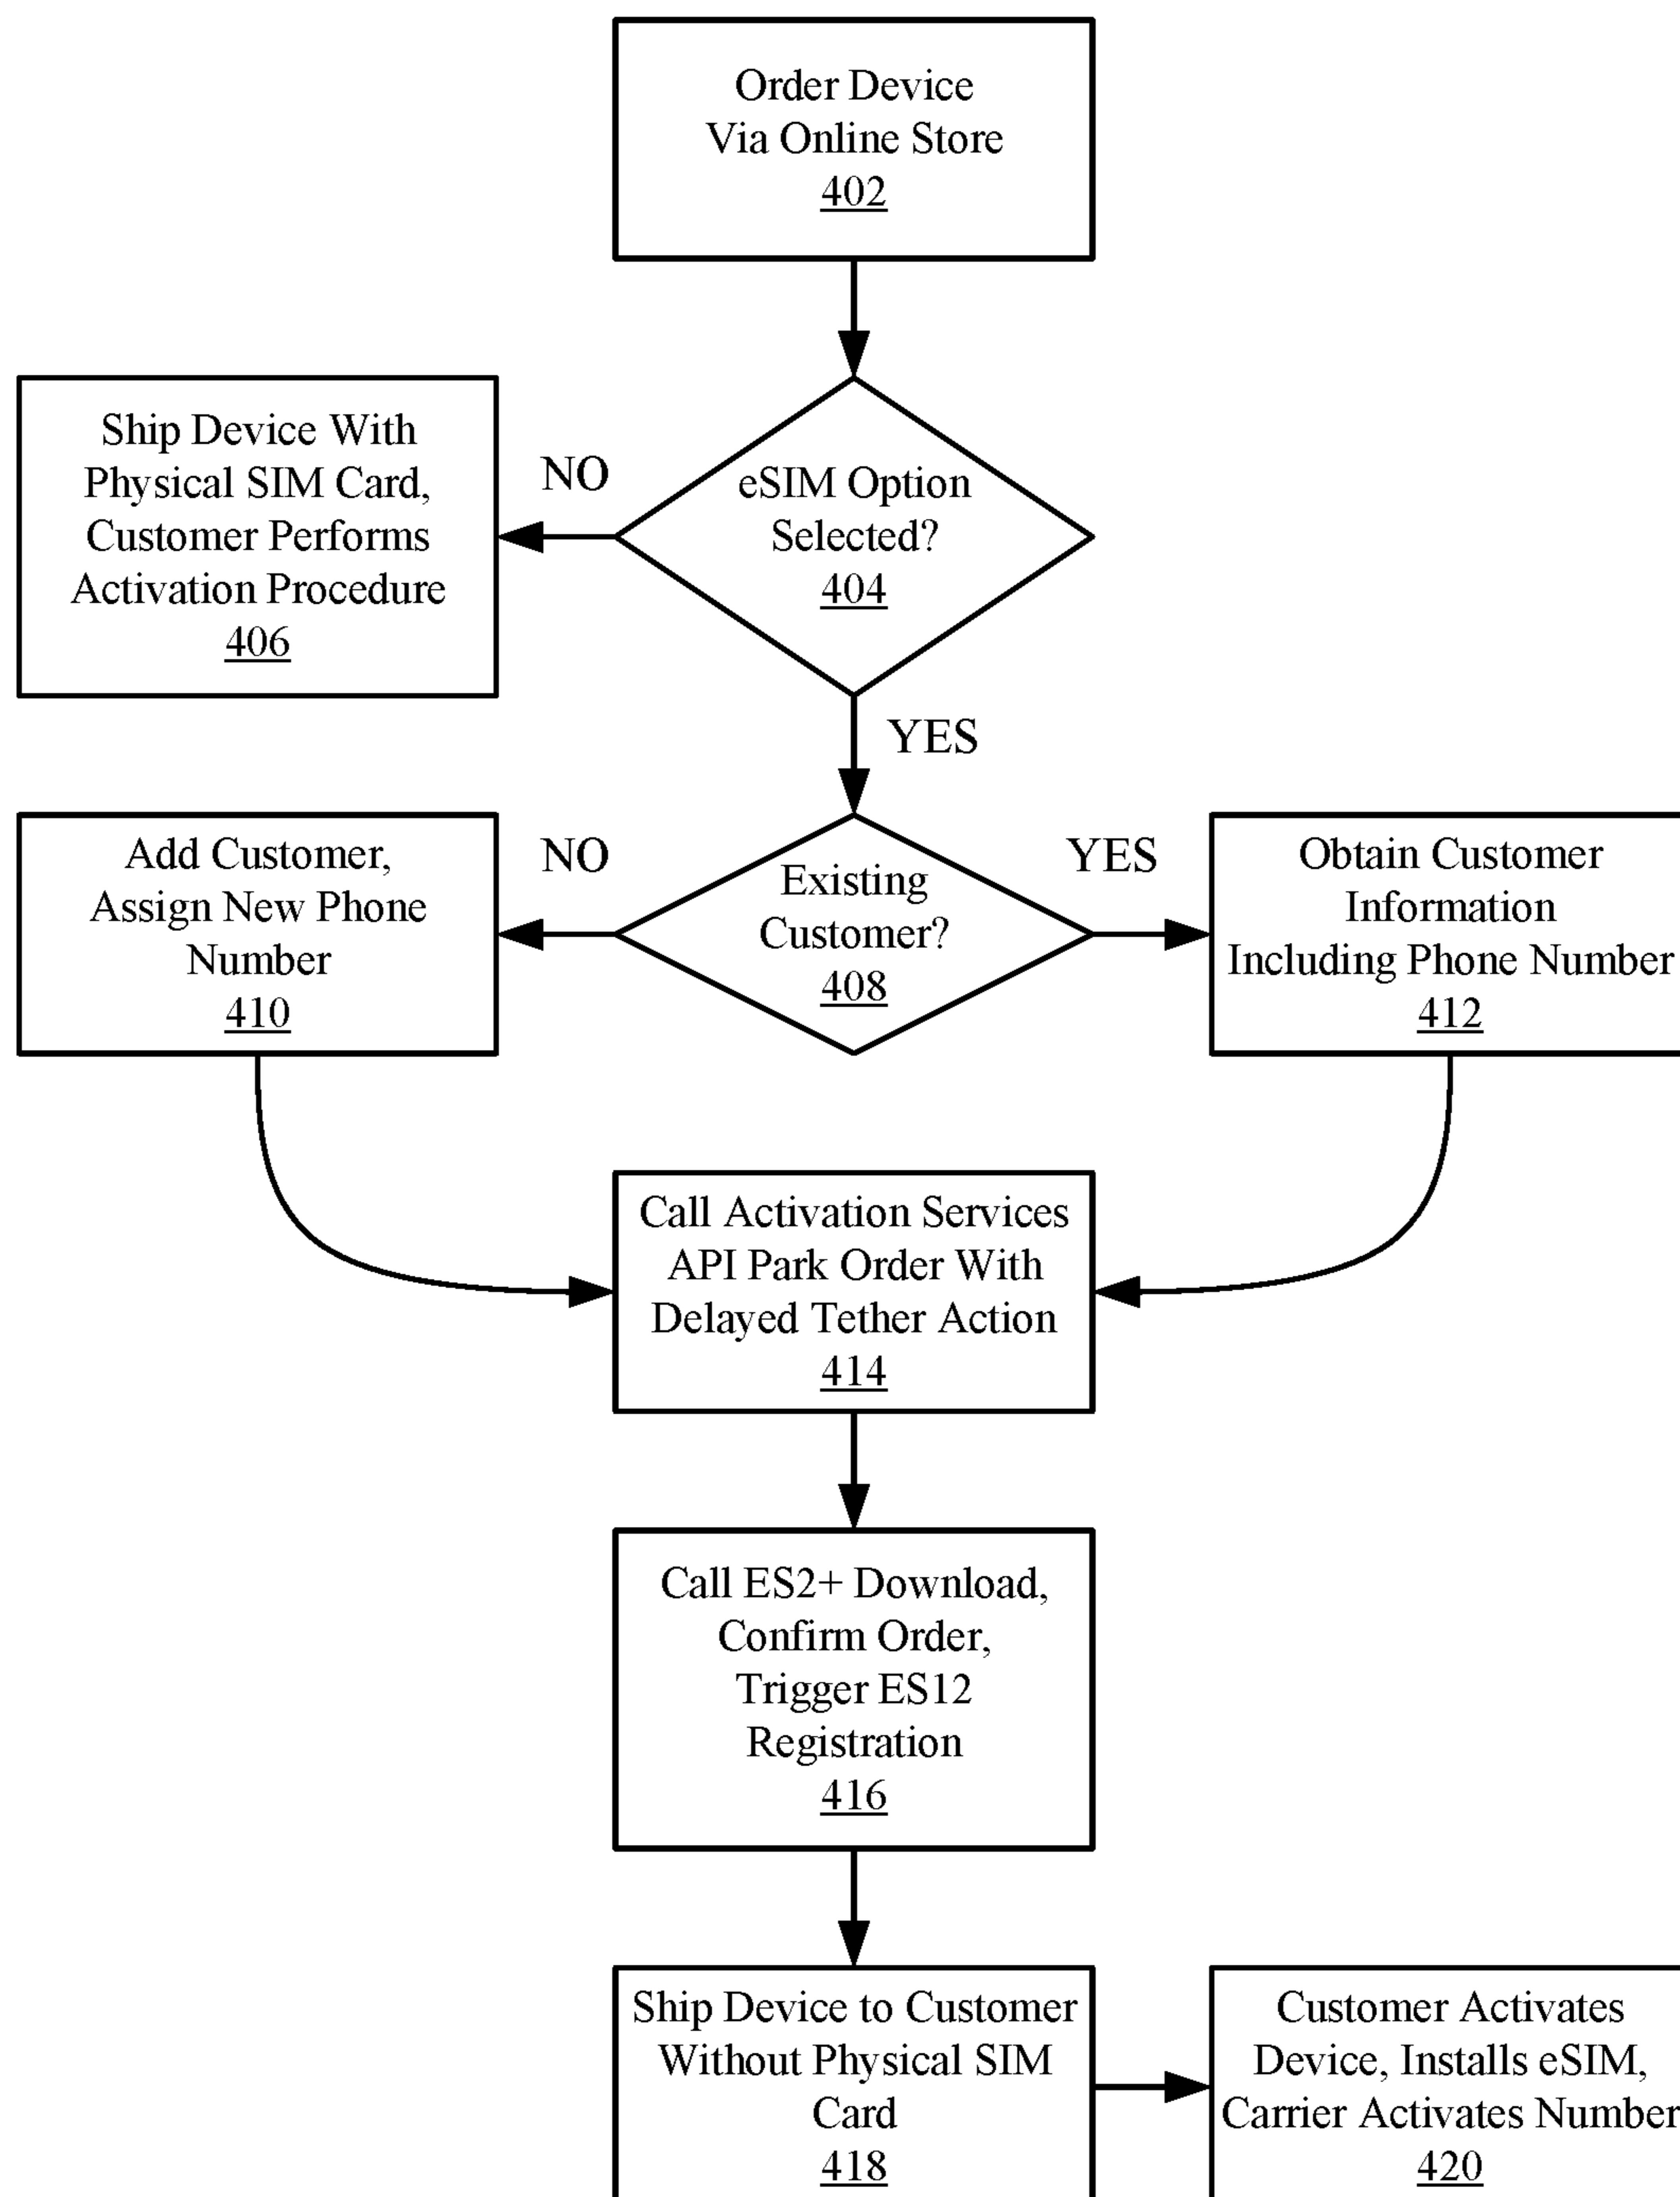 Order Device
Via Online Store
402
Ship Device With
Physical SIM Card,
Customer Performs
Activation Procedure
406
NO
eSIM Option
Selected?
404
YES
Add Customer,
Assign New Phone
Number
410
NO
Existing
Customer?
408
YES
Obtain Customer
Information
Including Phone Number
412
Call Activation Services
API Park Order With
Delayed Tether Action
414
Call ES2+ Download,
Confirm Order,
Trigger ES12
Registration
416
Ship Device to Customer
Without Physical SIM
Card
418
Customer Activates
Device, Installs eSIM,
Carrier Activates Number
420